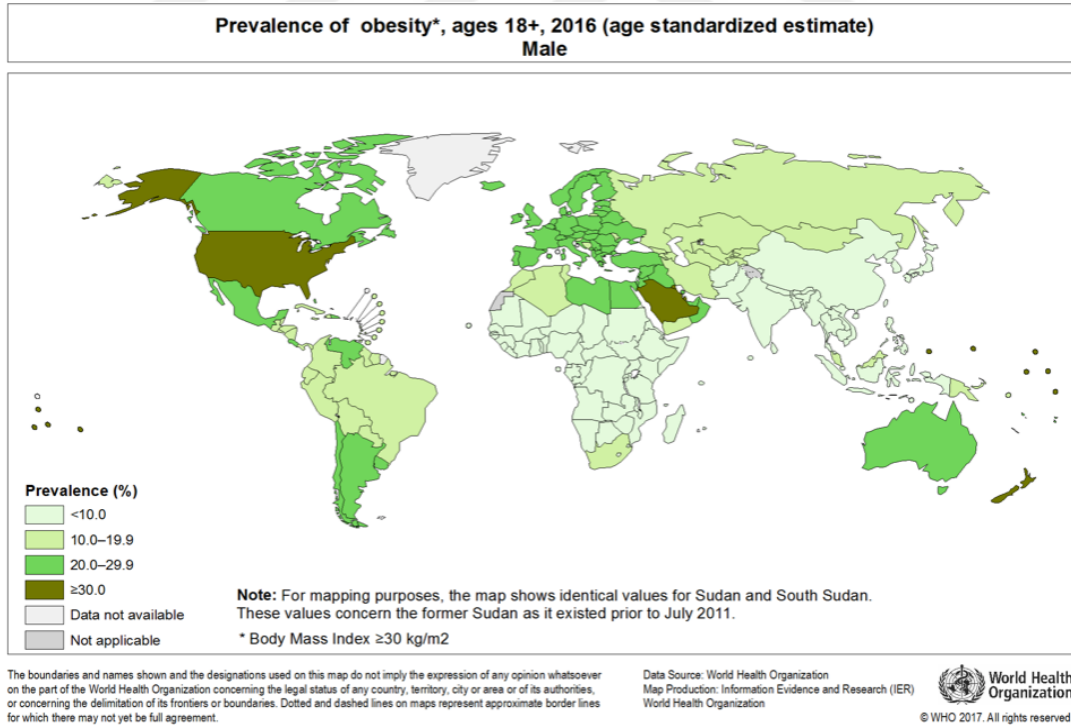 Prevalence of obesity*, ages 18+, 2016 (age standardized estimate)
Male
Prevalence (%)
<10.0
10.0–19.9
20.0–29.9
≥30.0
Data not available
Not applicable
Note: For mapping purposes, the map shows identical values for Sudan and South Sudan.
These values concern the former Sudan as it existed prior to July 2011.
* Body Mass Index ≥30 kg/m2
The boundaries and names shown and the designations used on this map do not imply the expression of any opinion whatsoever
on the part of the World Health Organization concerning the legal status of any country, territory, city or area or of its authorities,
or concerning the delimitation of its frontiers or boundaries. Dotted and dashed lines on maps represent approximate border lines
for which there may not yet be full agreement.
Data Source: World Health Organization
Map Production: Information Evidence and Research (IER)
World Health Organization
World Health
Organization
© WHO 2017. All rights reserved.